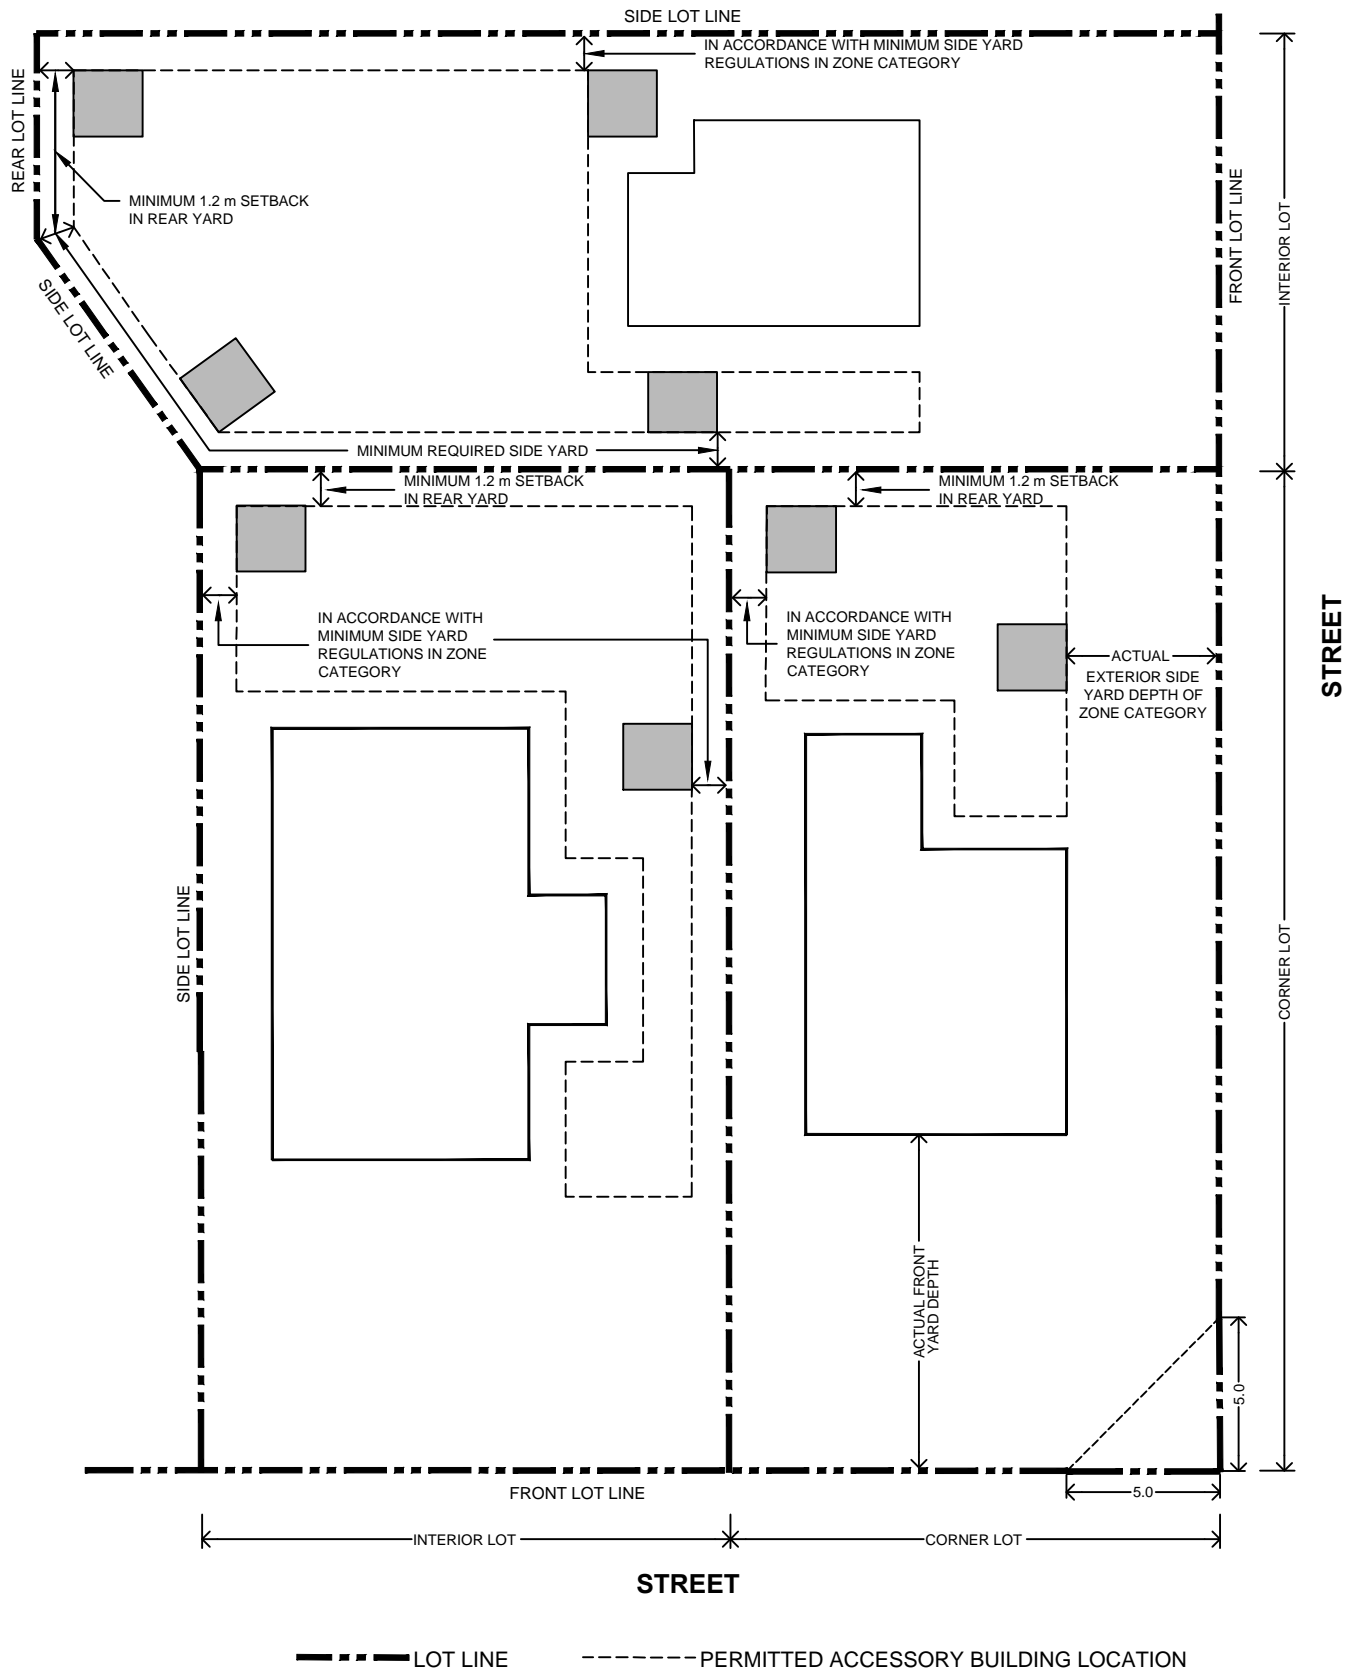 SIDE LOT LINE
IN ACCORDANCE WITH MINIMUM SIDE YARD
REGULATIONS IN ZONE CATEGORY
REAR LOT LINE
MINIMUM 1.2 m SETBACK
IN REAR YARD
FRONT LOT LINE
INTERIOR LOT
SIDE LOT LINE
MINIMUM REQUIRED SIDE YARD
MINIMUM 1.2 m SETBACK
IN REAR YARD
MINIMUM 1.2 m SETBACK
IN REAR YARD
IN ACCORDANCE WITH
MINIMUM SIDE YARD
REGULATIONS IN ZONE
CATEGORY
IN ACCORDANCE WITH
MINIMUM SIDE YARD
REGULATIONS IN ZONE
CATEGORY
ACTUAL
EXTERIOR SIDE
YARD DEPTH OF
ZONE CATEGORY
STREET
SIDE LOT LINE
CORNER LOT
ACTUAL FRONT
YARD DEPTH
5.0
5.0
FRONT LOT LINE
INTERIOR LOT
CORNER LOT
STREET
LOT LINE
PERMITTED ACCESSORY BUILDING LOCATION